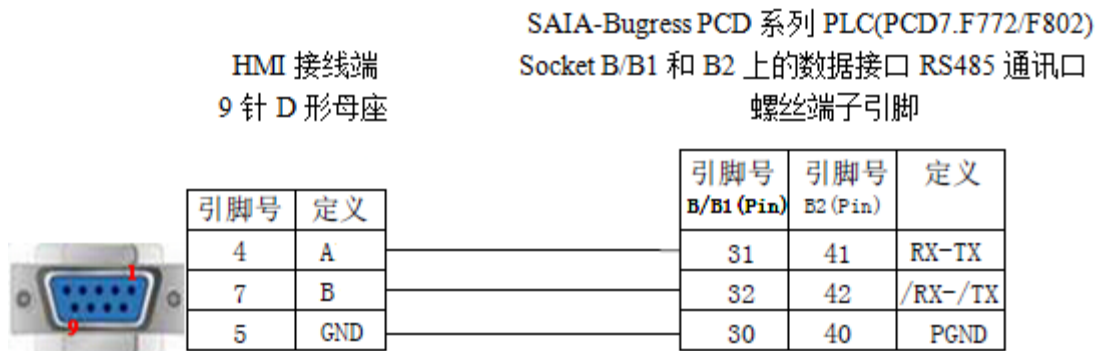 SAIA-Bugress PCD 系列 PLC(PCD7.F772/F802)
HMI 接线端
Socket B/B1 和 B2 上的数据接口 RS485 通讯口
9 针 D 形母座
螺丝端子引脚
引脚号 引脚号 定义
B/B1(Pin) B2(Pin)
引脚号 定义
4 A 31 41 RX-TX
7 B 32 42 /RX-/TX
5 GND 30 40 PGND
1
9